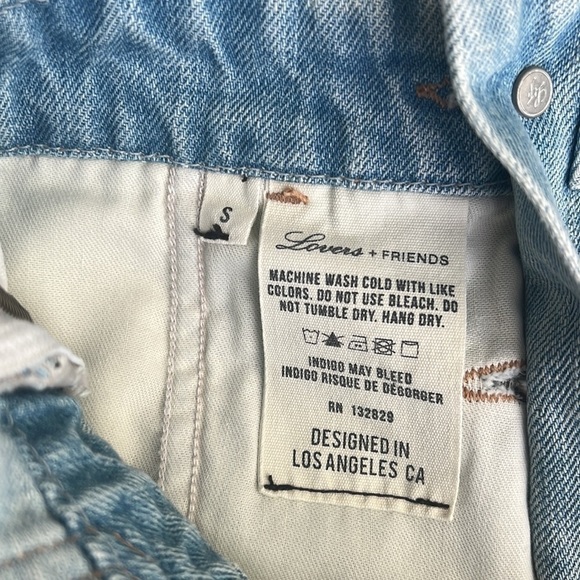 S
Lovers + FRIENDS
MACHINE WASH COLD WITH LIKE
COLORS. DO NOT USE BLEACH. DO
NOT TUMBLE DRY. HANG DRY.
INDIGO MAY BLEED
INDIGO RISQUE DE DÉGORGER
RN 132829
DESIGNED IN
LOS ANGELES CA